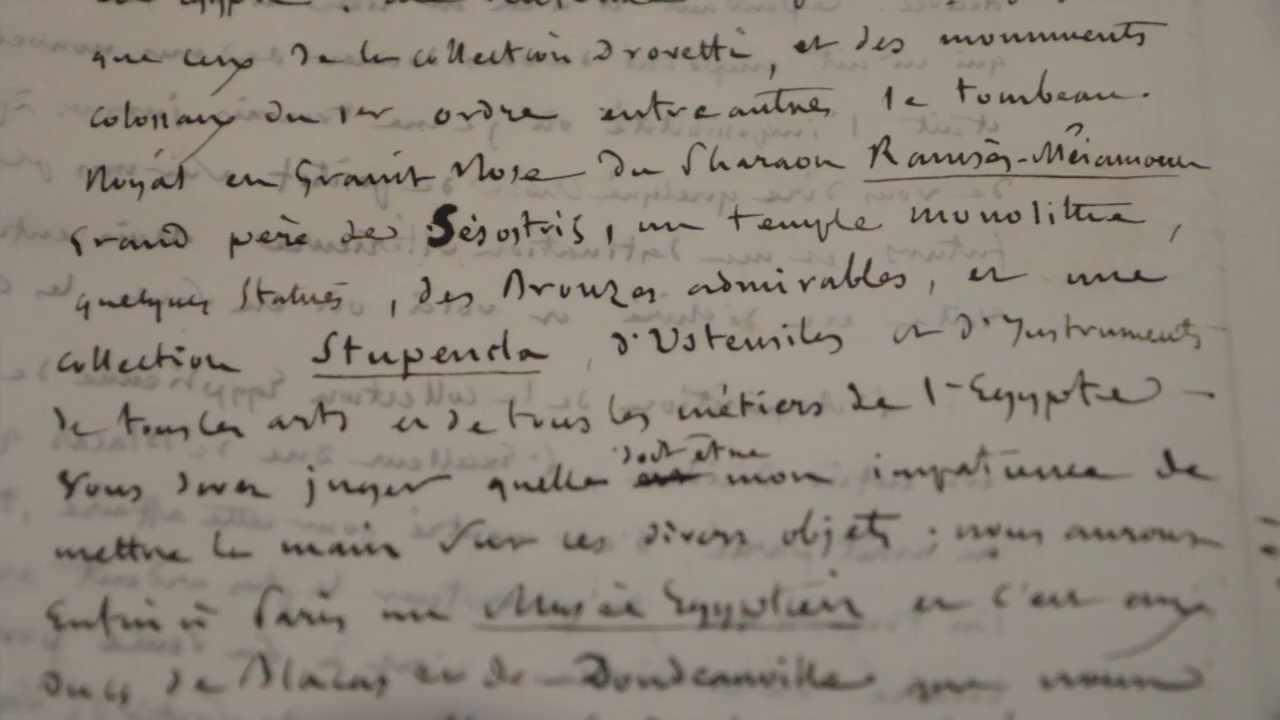 que ceux de la collection Drovetti, et des monuments
colossaux du 1er ordre entre autres le tombeau.
Royal en Granit Rose du Pharaon Ramsès-Méiamoun
grand père de Sésostris, un temple monolithe,
quelques Statues, des Bronzes admirables, et une
collection Stupenda d'Ustensiles et d'Instruments
de tous les arts et de tous les métiers de l'Egypte —
Vous devez juger quelle doit être mon impatience de
mettre la main Sur ces divers objets ; nous aurons
Enfin à Paris un Musée Egyptien et c'est aux
Ducs de Blacas et de Doudeauville que nous